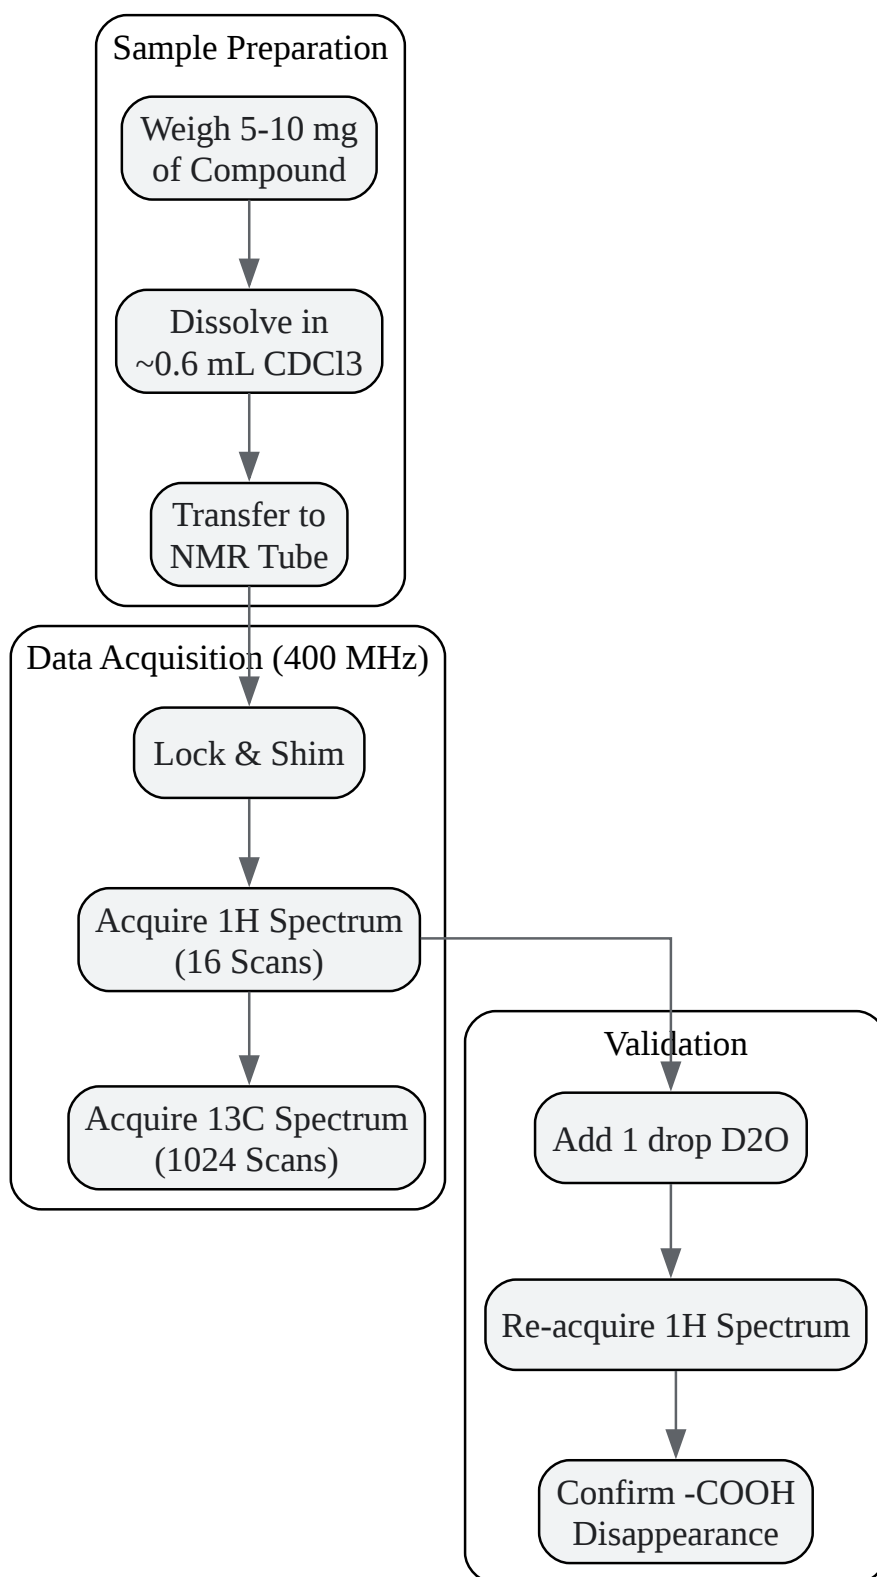 Sample Preparation
Weigh 5-10 mg
of Compound
Dissolve in
~0.6 mL CDCl3
Transfer to
NMR Tube
Data Acquisition (400 MHz)
Lock & Shim
Acquire 1H Spectrum
(16 Scans)
Acquire 13C Spectrum
(1024 Scans)
Validation
Add 1 drop D2O
Re-acquire 1H Spectrum
Confirm -COOH
Disappearance